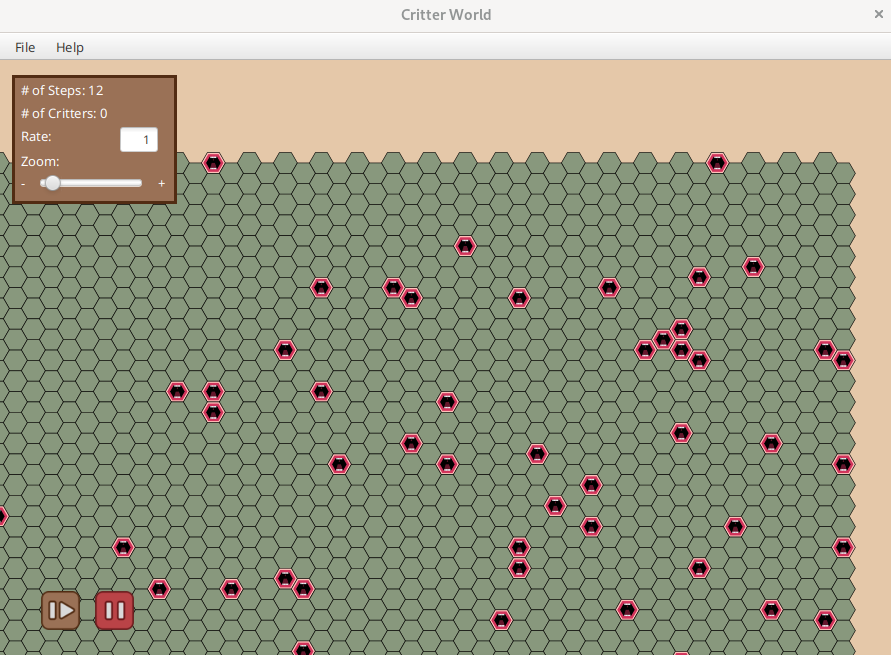 Critter World
File Help
# of Steps: 12
# of Critters: 0
Rate: 1
Zoom:
- +